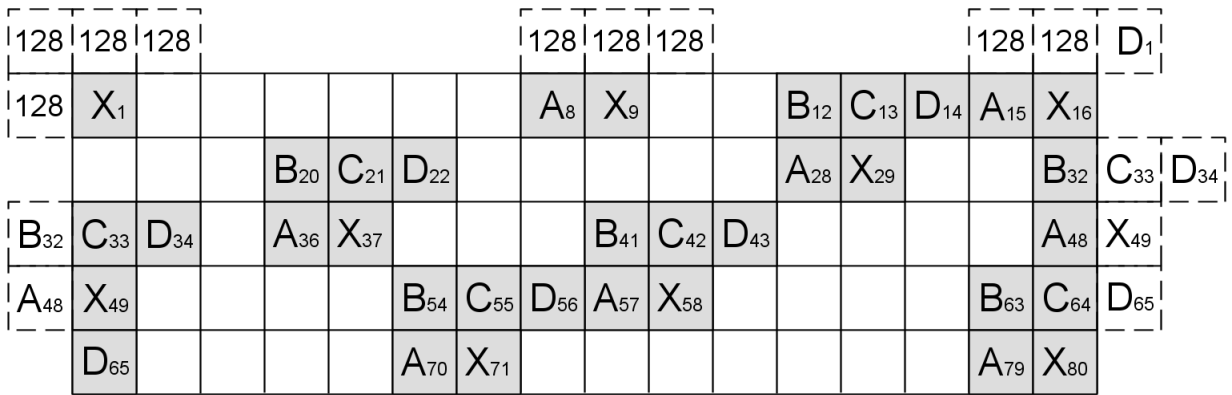 128 128 128 128 128 128 128 128 D₁
128 X₁ A₈ X₉ B₁₂ C₁₃ D₁₄ A₁₅ X₁₆
B₂₀ C₂₁ D₂₂ A₂₈ X₂₉ B₃₂ C₃₃ D₃₄
B₃₂ C₃₃ D₃₄ A₃₆ X₃₇ B₄₁ C₄₂ D₄₃ A₄₈ X₄₉
A₄₈ X₄₉ B₅₄ C₅₅ D₅₆ A₅₇ X₅₈ B₆₃ C₆₄ D₆₅
D₆₅ A₇₀ X₇₁ A₇₉ X₈₀